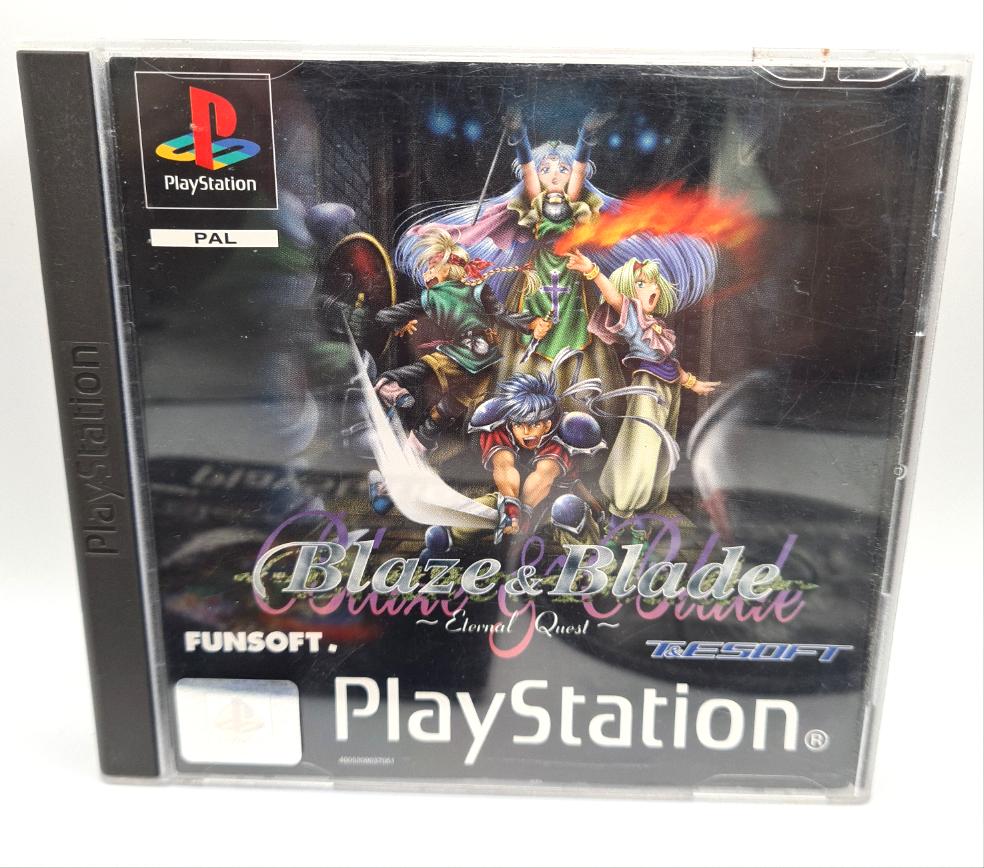 PlayStation
PAL
PlayStation
Blaze & Blade
~ Eternal Quest ~
FUNSOFT.
T&ESOFT
PlayStation®